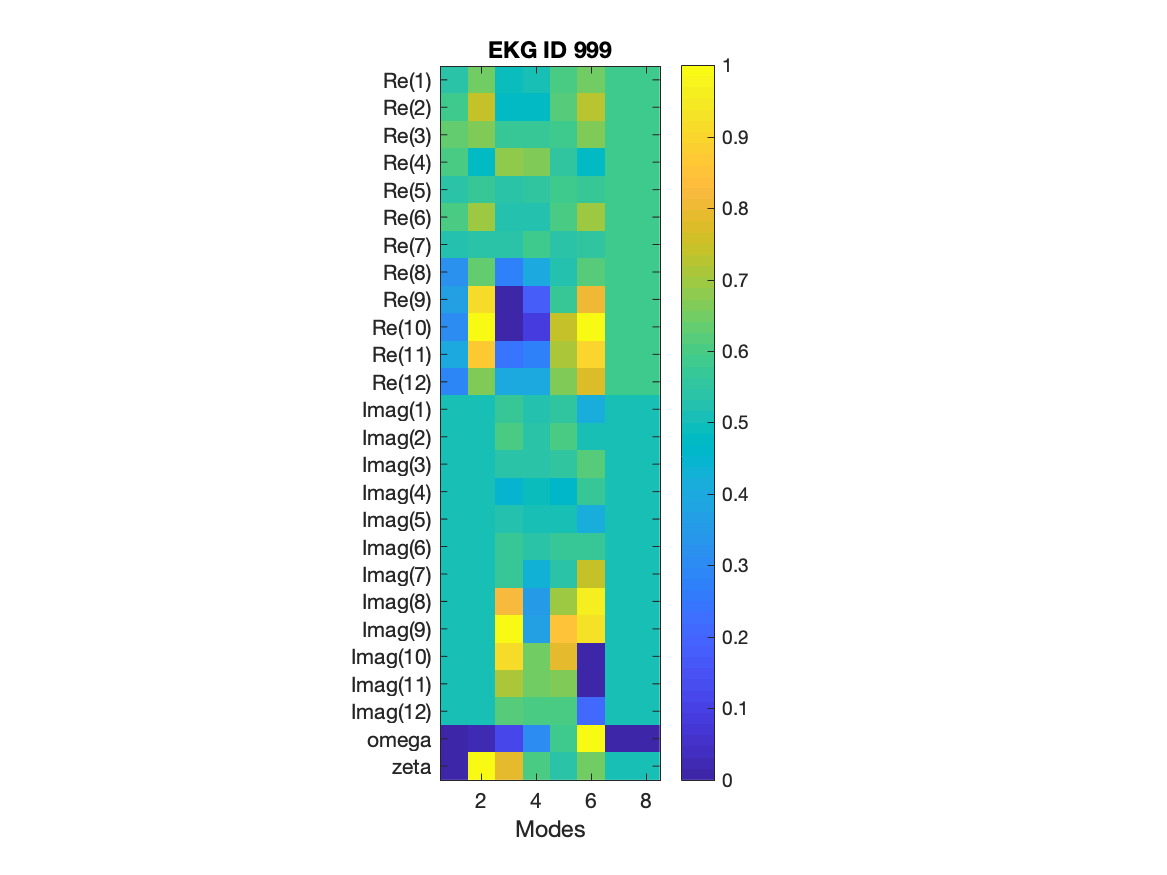 EKG ID 999
Re(1)
Re(2)
Re(3)
Re(4)
Re(5)
Re(6)
Re(7)
Re(8)
Re(9)
Re(10)
Re(11)
Re(12)
Imag(1)
Imag(2)
Imag(3)
Imag(4)
Imag(5)
Imag(6)
Imag(7)
Imag(8)
Imag(9)
Imag(10)
Imag(11)
Imag(12)
omega
zeta
2 4 6 8
Modes
1
0.9
0.8
0.7
0.6
0.5
0.4
0.3
0.2
0.1
0